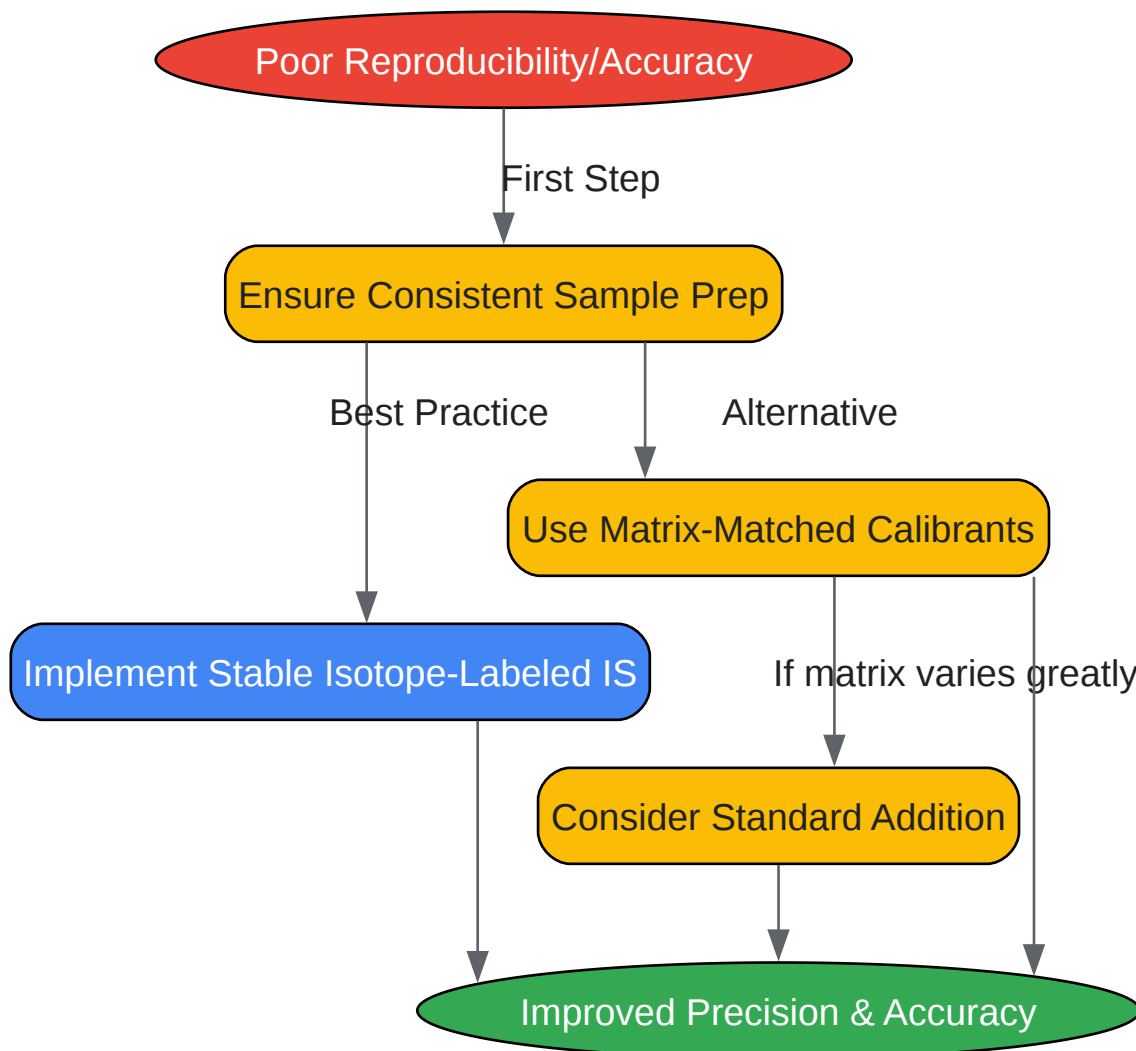 Poor Reproducibility/Accuracy
First Step
Ensure Consistent Sample Prep
Best Practice
Alternative
Use Matrix-Matched Calibrants
Implement Stable Isotope-Labeled IS
If matrix varies greatly
Consider Standard Addition
Improved Precision & Accuracy